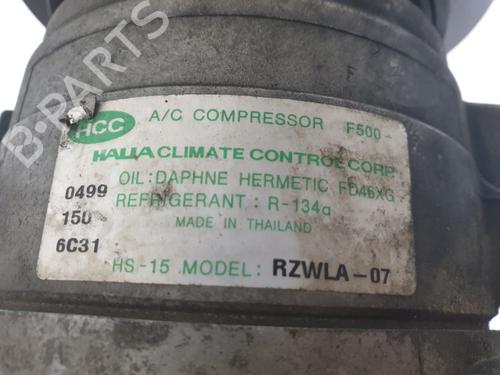 B-PARTS
HCC
A/C COMPRESSOR F500-
HALLA CLIMATE CONTROL CORP
OIL: DAPHNE HERMETIC FD46XG
REFRIGERANT : R-134a
MADE IN THAILAND
0499
150
6C31
HS-15 MODEL: RZWLA-07